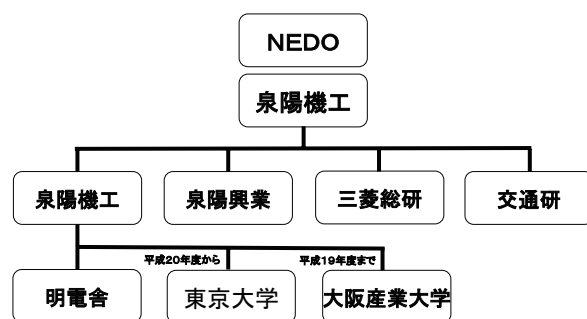 NEDO
泉陽機工
泉陽機工
泉陽興業
三菱総研
交通研
平成20年度から
平成19年度まで
明電舎
東京大学
大阪産業大学